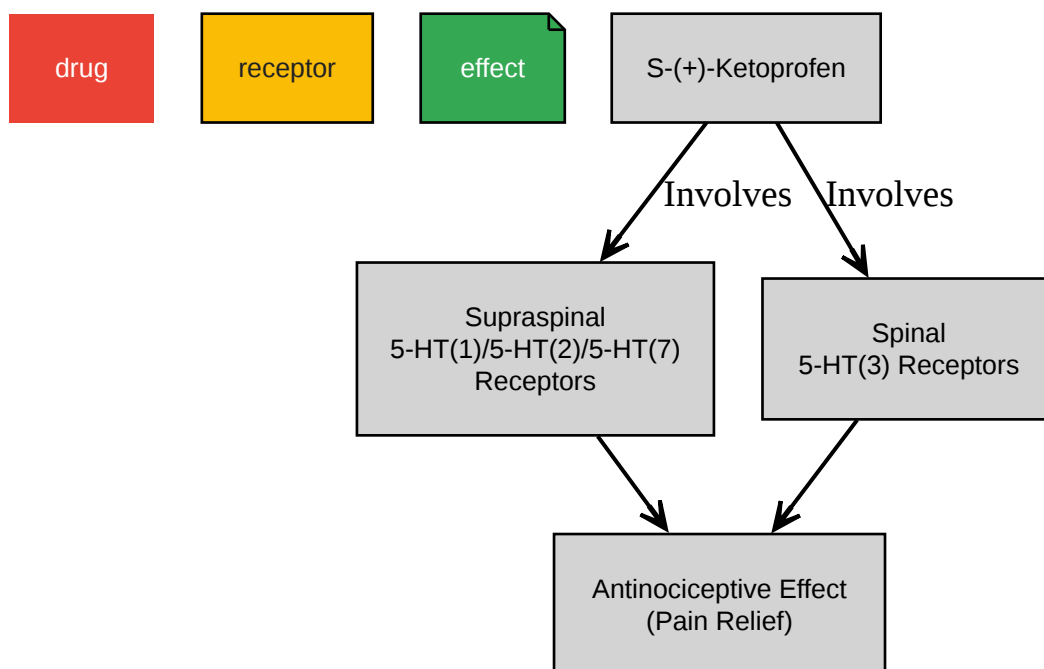 drug
receptor
effect
S-(+)-Ketoprofen
Involves
Involves
Supraspinal
5-HT(1)/5-HT(2)/5-HT(7)
Receptors
Spinal
5-HT(3) Receptors
Antinociceptive Effect
(Pain Relief)